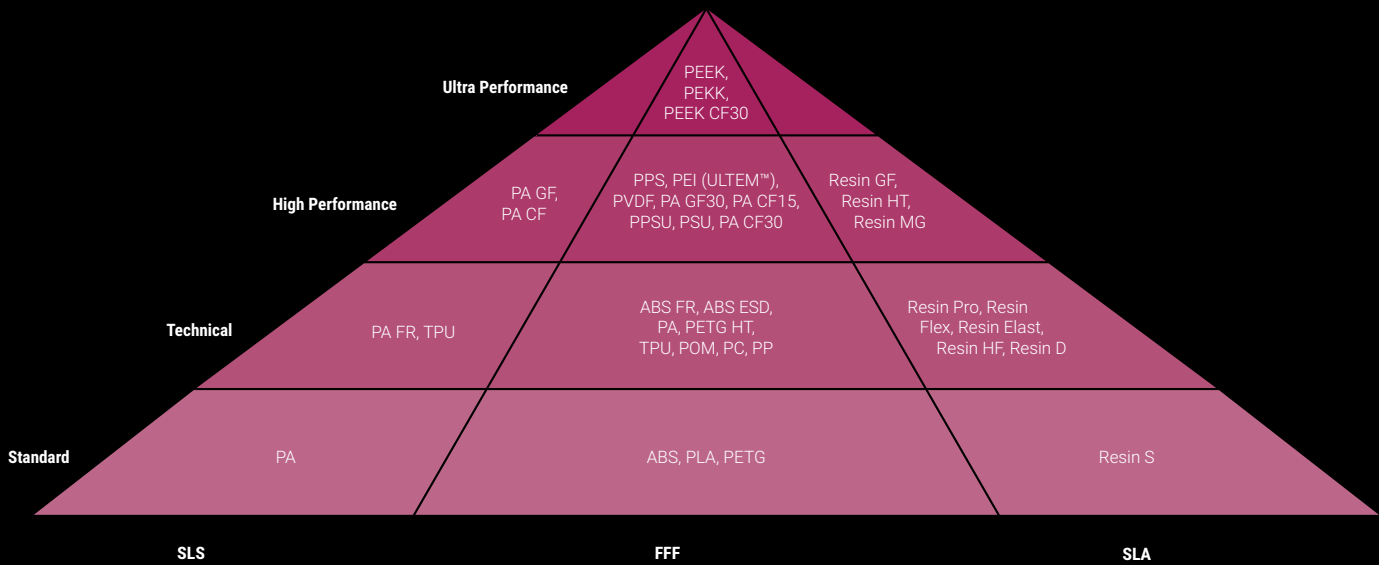 Ultra Performance
PEEK,
PEKK,
PEEK CF30
High Performance
PA GF,
PA CF
PPS, PEI (ULTEM™),
PVDF, PA GF30, PA CF15,
PPSU, PSU, PA CF30
Resin GF,
Resin HT,
Resin MG
Technical
PA FR, TPU
ABS FR, ABS ESD,
PA, PETG HT,
TPU, POM, PC, PP
Resin Pro, Resin
Flex, Resin Elast,
Resin HF, Resin D
Standard
PA
ABS, PLA, PETG
Resin S
SLS
FFF
SLA